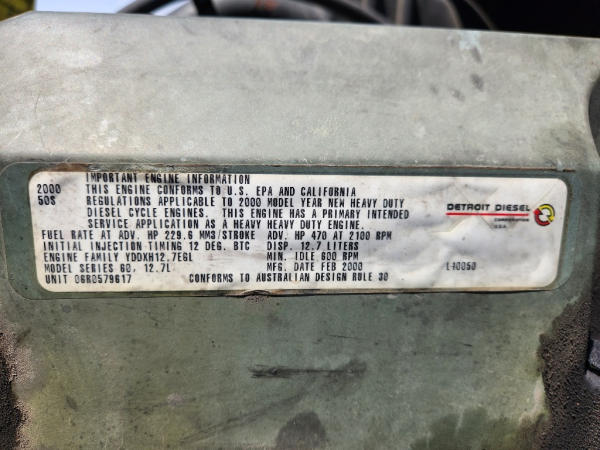 IMPORTANT ENGINE INFORMATION
2000 THIS ENGINE CONFORMS TO U.S. EPA AND CALIFORNIA
50S REGULATIONS APPLICABLE TO 2000 MODEL YEAR NEW HEAVY DUTY
DIESEL CYCLE ENGINES. THIS ENGINE HAS A PRIMARY INTENDED
SERVICE APPLICATION AS A HEAVY HEAVY DUTY ENGINE.
FUEL RATE AT ADV. HP 229.6 MM3/STROKE ADV. HP 470 AT 2100 RPM
INITIAL INJECTION TIMING 12 DEG. BTC DISP. 12.7 LITERS
ENGINE FAMILY YDDXH12.7EGL MIN. IDLE 600 RPM
MODEL SERIES 60, 12.7L MFG. DATE FEB 2000
UNIT 06R0579617 CONFORMS TO AUSTRALIAN DESIGN RULE 30
DETROIT DIESEL
CORPORATION
U.S.A.
L10050